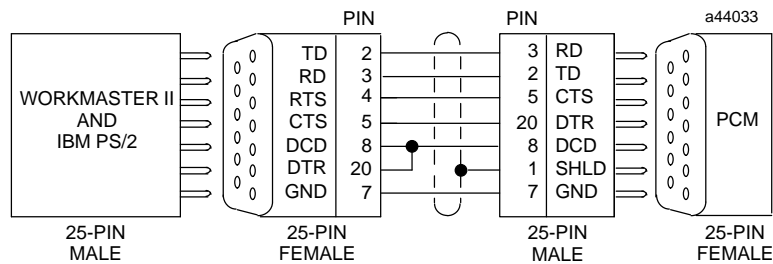 PIN PIN a44033
TD 2 3 RD
RD 3 2 TD
RTS 4 5 CTS
CTS 5 20 DTR
DCD 8 8 DCD
DTR 20 1 SHLD
GND 7 7 GND
WORKMASTER II
AND
IBM PS/2
PCM
25-PIN 25-PIN 25-PIN 25-PIN
MALE FEMALE MALE FEMALE